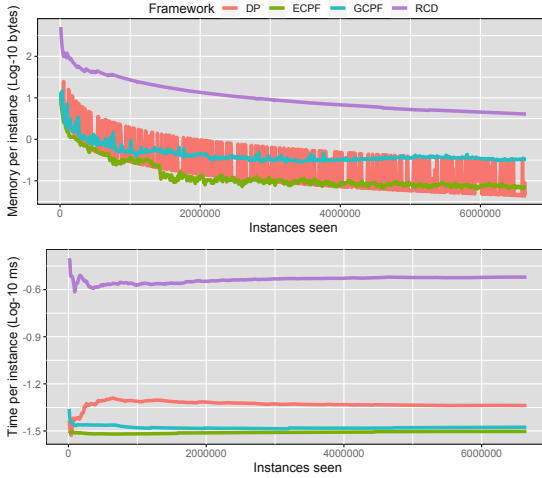 Framework DP ECPF GCPF RCD
Memory per instance (Log-10 bytes)
2
1
0
-1
0 2000000 4000000 6000000
Instances seen
Time per instance (Log-10 ms)
-0.6
-0.9
-1.2
-1.5
0 2000000 4000000 6000000
Instances seen